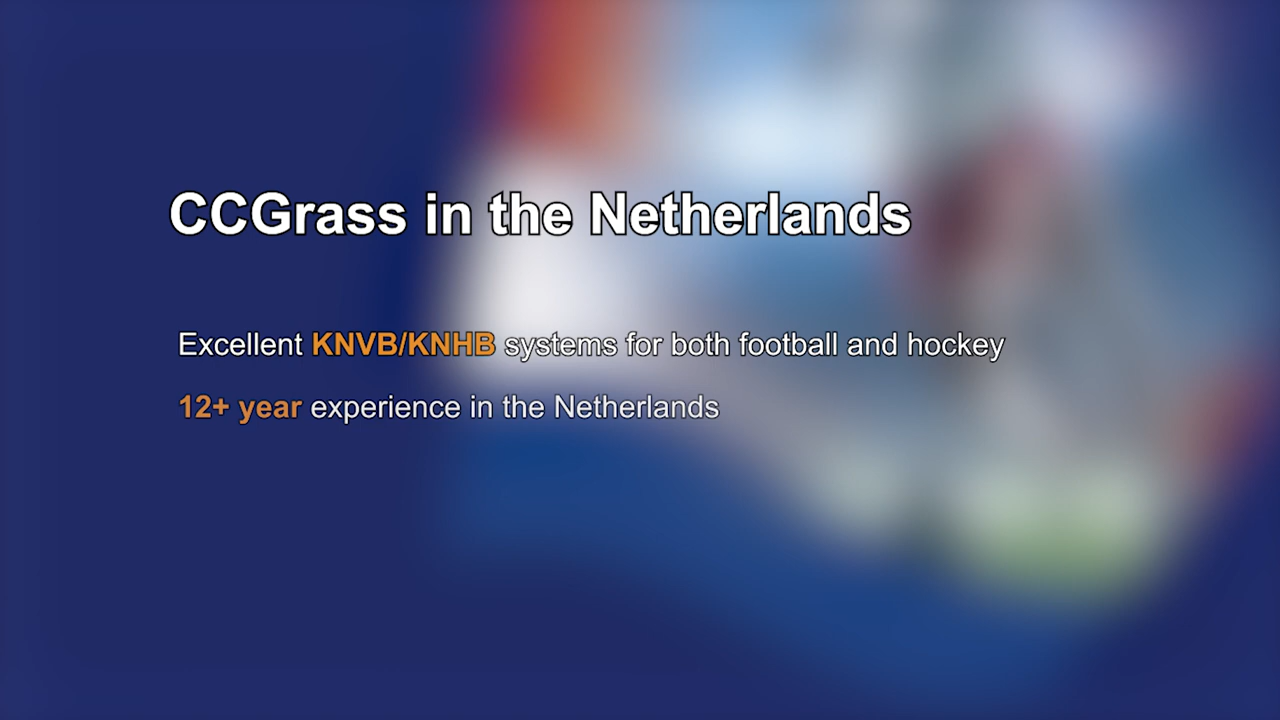 CCGrass in the Netherlands
Excellent KNVB/KNHB systems for both football and hockey
12+ year experience in the Netherlands